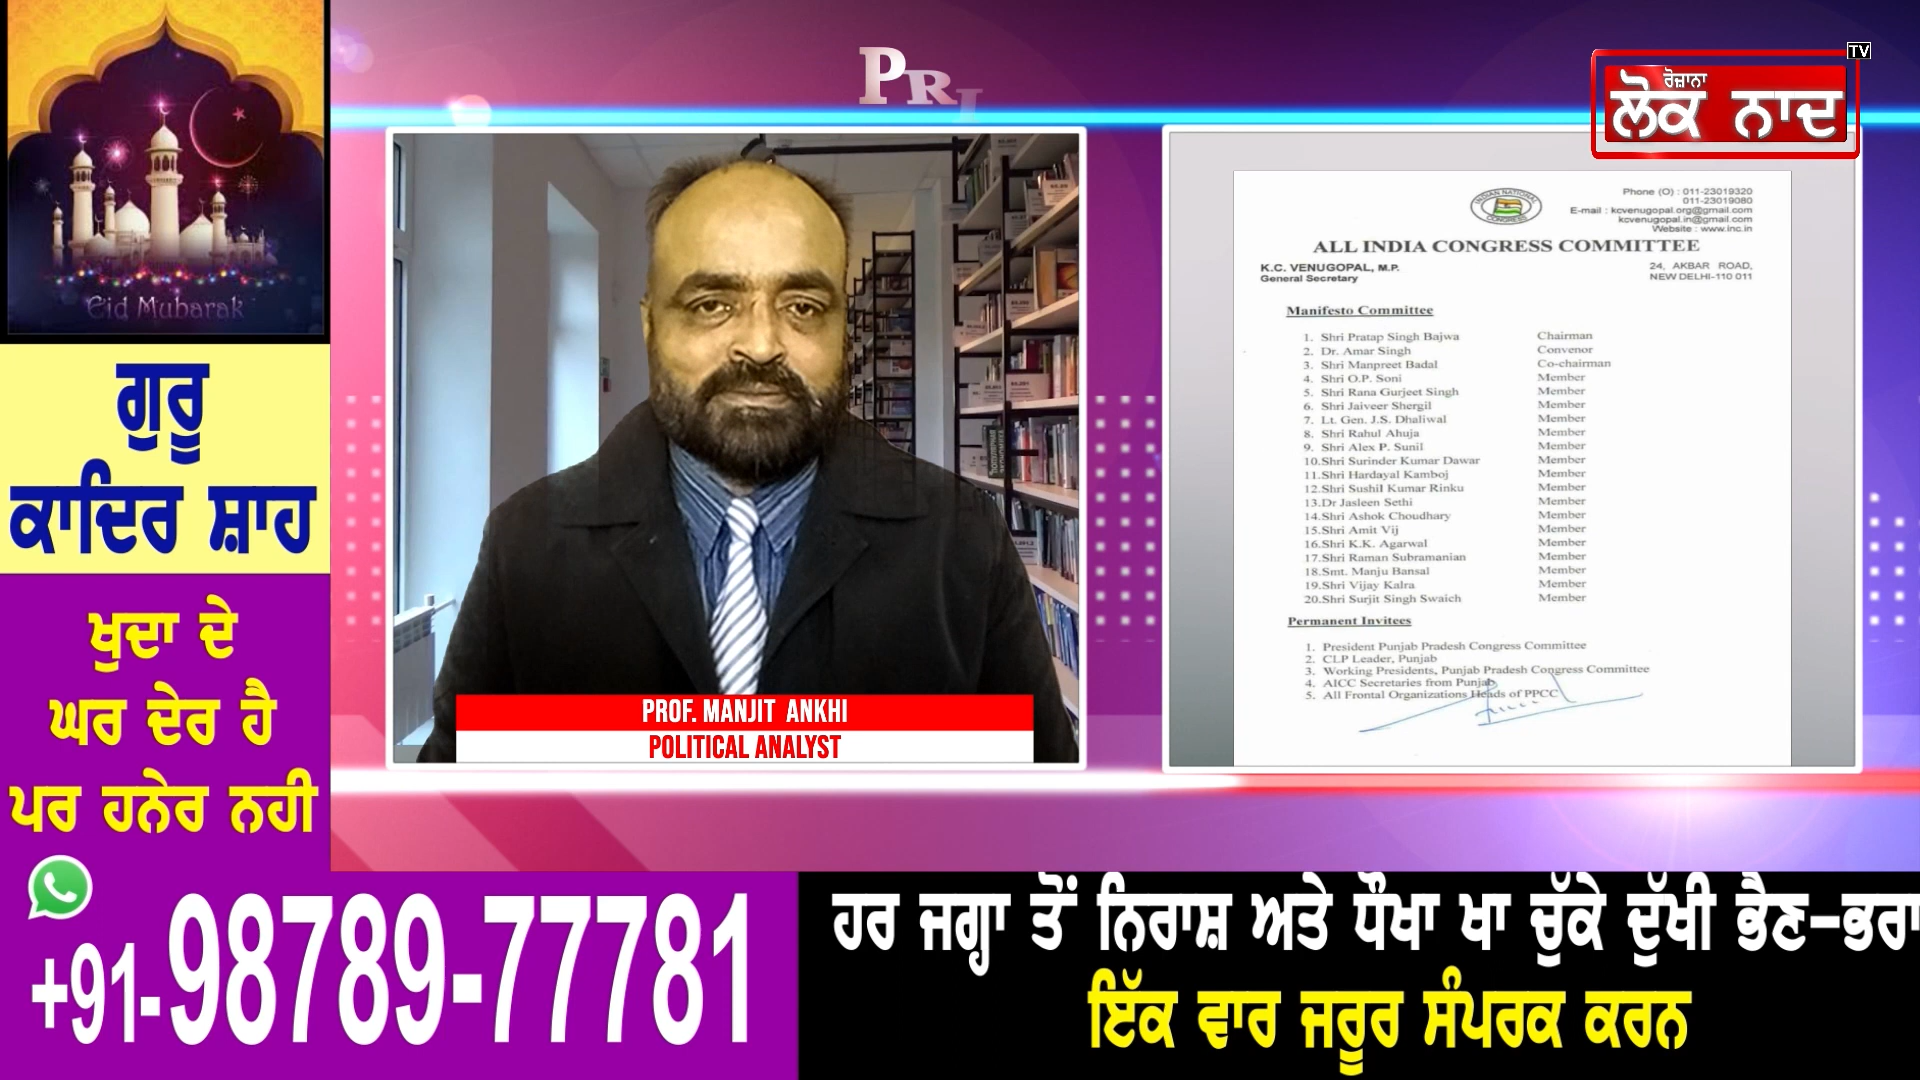 Eid Mubarak
ਗੁਰੂ
ਕਾਦਿਰ ਸ਼ਾਹ
ਖੁਦਾ ਦੇ
ਘਰ ਦੇਰ ਹੈ
ਪਰ ਹਨੇਰ ਨਹੀ
+91-98789-77781
PRI
TV
ਰੋਜ਼ਾਨਾ
ਲੋਕ ਨਾਦ
PROF. MANJIT ANKHI
POLITICAL ANALYST
INDIAN NATIONAL
CONGRESS
Phone (O) : 011-23019320
011-23019080
E-mail : kcvenugopal.org@gmail.com
kcvenugopal.in@gmail.com
Website : www.inc.in
ALL INDIA CONGRESS COMMITTEE
K.C. VENUGOPAL, M.P.
General Secretary
24, AKBAR ROAD,
NEW DELHI-110 011
Manifesto Committee
1. Shri Pratap Singh Bajwa Chairman
2. Dr. Amar Singh Convenor
3. Shri Manpreet Badal Co-chairman
4. Shri O.P. Soni Member
5. Shri Rana Gurjeet Singh Member
6. Shri Jaiveer Shergil Member
7. Lt. Gen. J.S. Dhaliwal Member
8. Shri Rahul Ahuja Member
9. Shri Alex P. Sunil Member
10.Shri Surinder Kumar Dawar Member
11.Shri Hardayal Kamboj Member
12.Shri Sushil Kumar Rinku Member
13.Dr Jasleen Sethi Member
14.Shri Ashok Choudhary Member
15.Shri Amit Vij Member
16.Shri K.K. Agarwal Member
17.Shri Raman Subramanian Member
18.Smt. Manju Bansal Member
19.Shri Vijay Kalra Member
20.Shri Surjit Singh Swaich Member
Permanent Invitees
1. President Punjab Pradesh Congress Committee
2. CLP Leader, Punjab
3. Working Presidents, Punjab Pradesh Congress Committee
4. AICC Secretaries from Punjab
5. All Frontal Organizations Heads of PPCC
ਹਰ ਜਗ੍ਹਾ ਤੋਂ ਨਿਰਾਸ਼ ਅਤੇ ਧੌਖਾ ਖਾ ਚੁੱਕੇ ਦੁੱਖੀ ਭੈਣ-ਭਰਾ
ਇੱਕ ਵਾਰ ਜਰੂਰ ਸੰਪਰਕ ਕਰਨ